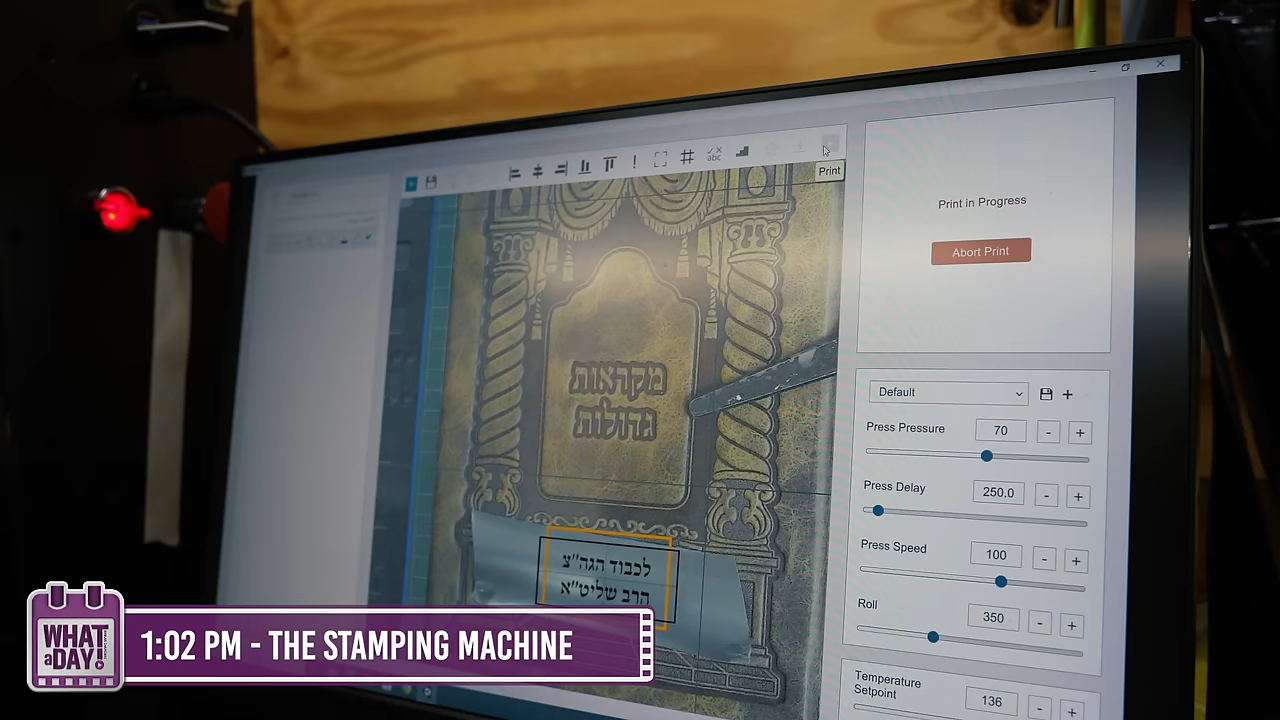 Print
Print in Progress
Abort Print
abc
מקראות
גדולות
Default
Press Pressure
70
-
+
Press Delay
250.0
-
+
Press Speed
100
-
+
Roll
350
-
+
Temperature
Setpoint
136
-
+
לכבוד הגה"צ
הרב שליט"א
WHAT
a DAY!
1:02 PM - THE STAMPING MACHINE